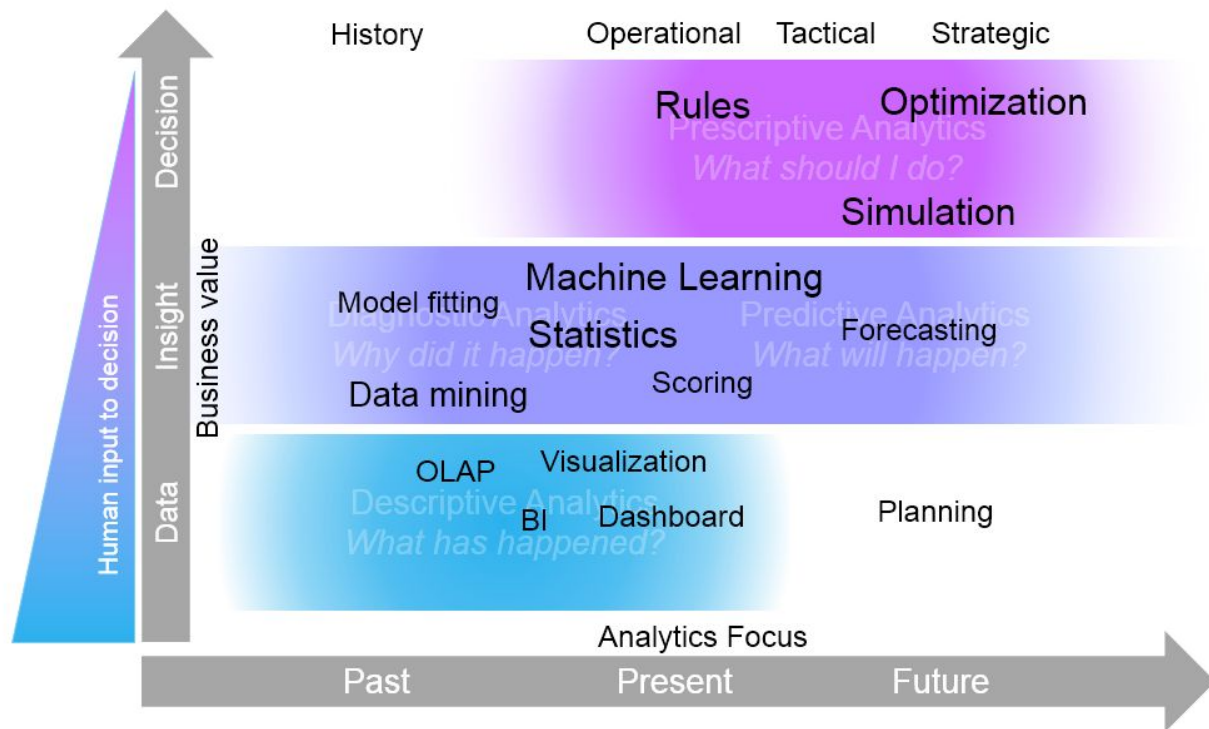 History
Operational
Tactical
Strategic
Decision
Insight
Data
Business value
Human input to decision
Rules
Optimization
Prescriptive Analytics
What should I do?
Simulation
Machine Learning
Model fitting
Diagnostic Analytics
Why did it happen?
Statistics
Predictive Analytics
What will happen?
Forecasting
Scoring
Data mining
OLAP
Visualization
Descriptive Analytics
What has happened?
BI
Dashboard
Planning
Analytics Focus
Past
Present
Future